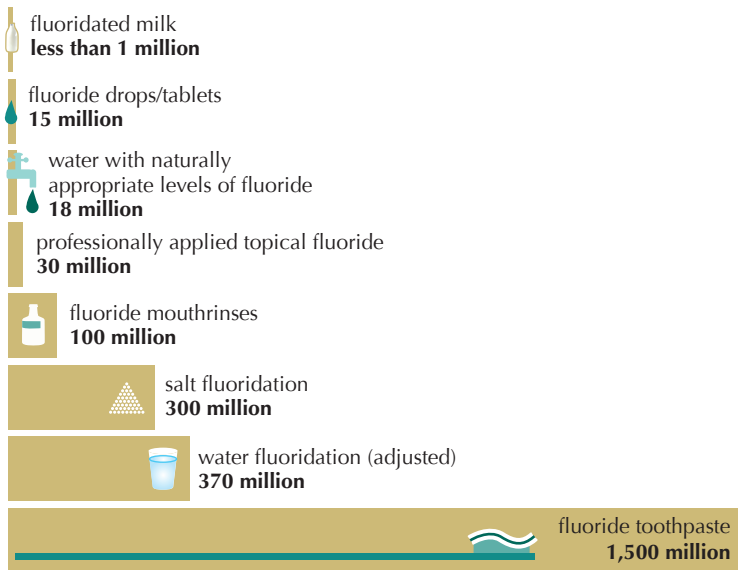 fluoridated milk
less than 1 million
fluoride drops/tablets
15 million
water with naturally
appropriate levels of fluoride
18 million
professionally applied topical fluoride
30 million
fluoride mouthrinses
100 million
salt fluoridation
300 million
water fluoridation (adjusted)
370 million
fluoride toothpaste
1,500 million